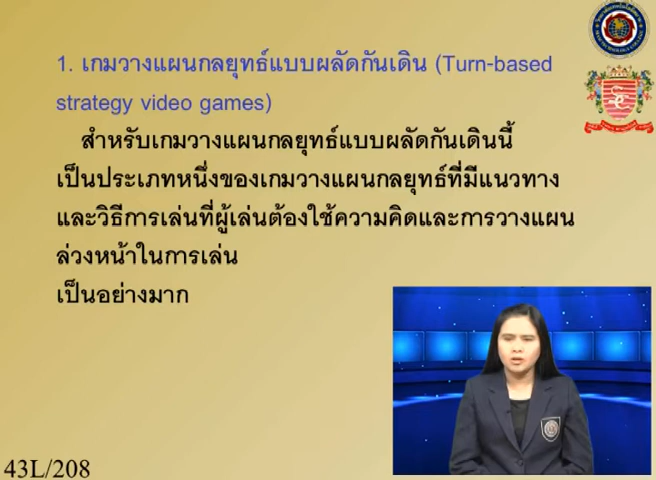 1. เกมวางแผนกลยุทธ์แบบผลัดกันเดิน (Turn-based
strategy video games)
สำหรับเกมวางแผนกลยุทธ์แบบผลัดกันเดินนี้
เป็นประเภทหนึ่งของเกมวางแผนกลยุทธ์ที่มีแนวทาง
และวิธีการเล่นที่ผู้เล่นต้องใช้ความคิดและการวางแผน
ล่วงหน้าในการเล่น
เป็นอย่างมาก
43L/208